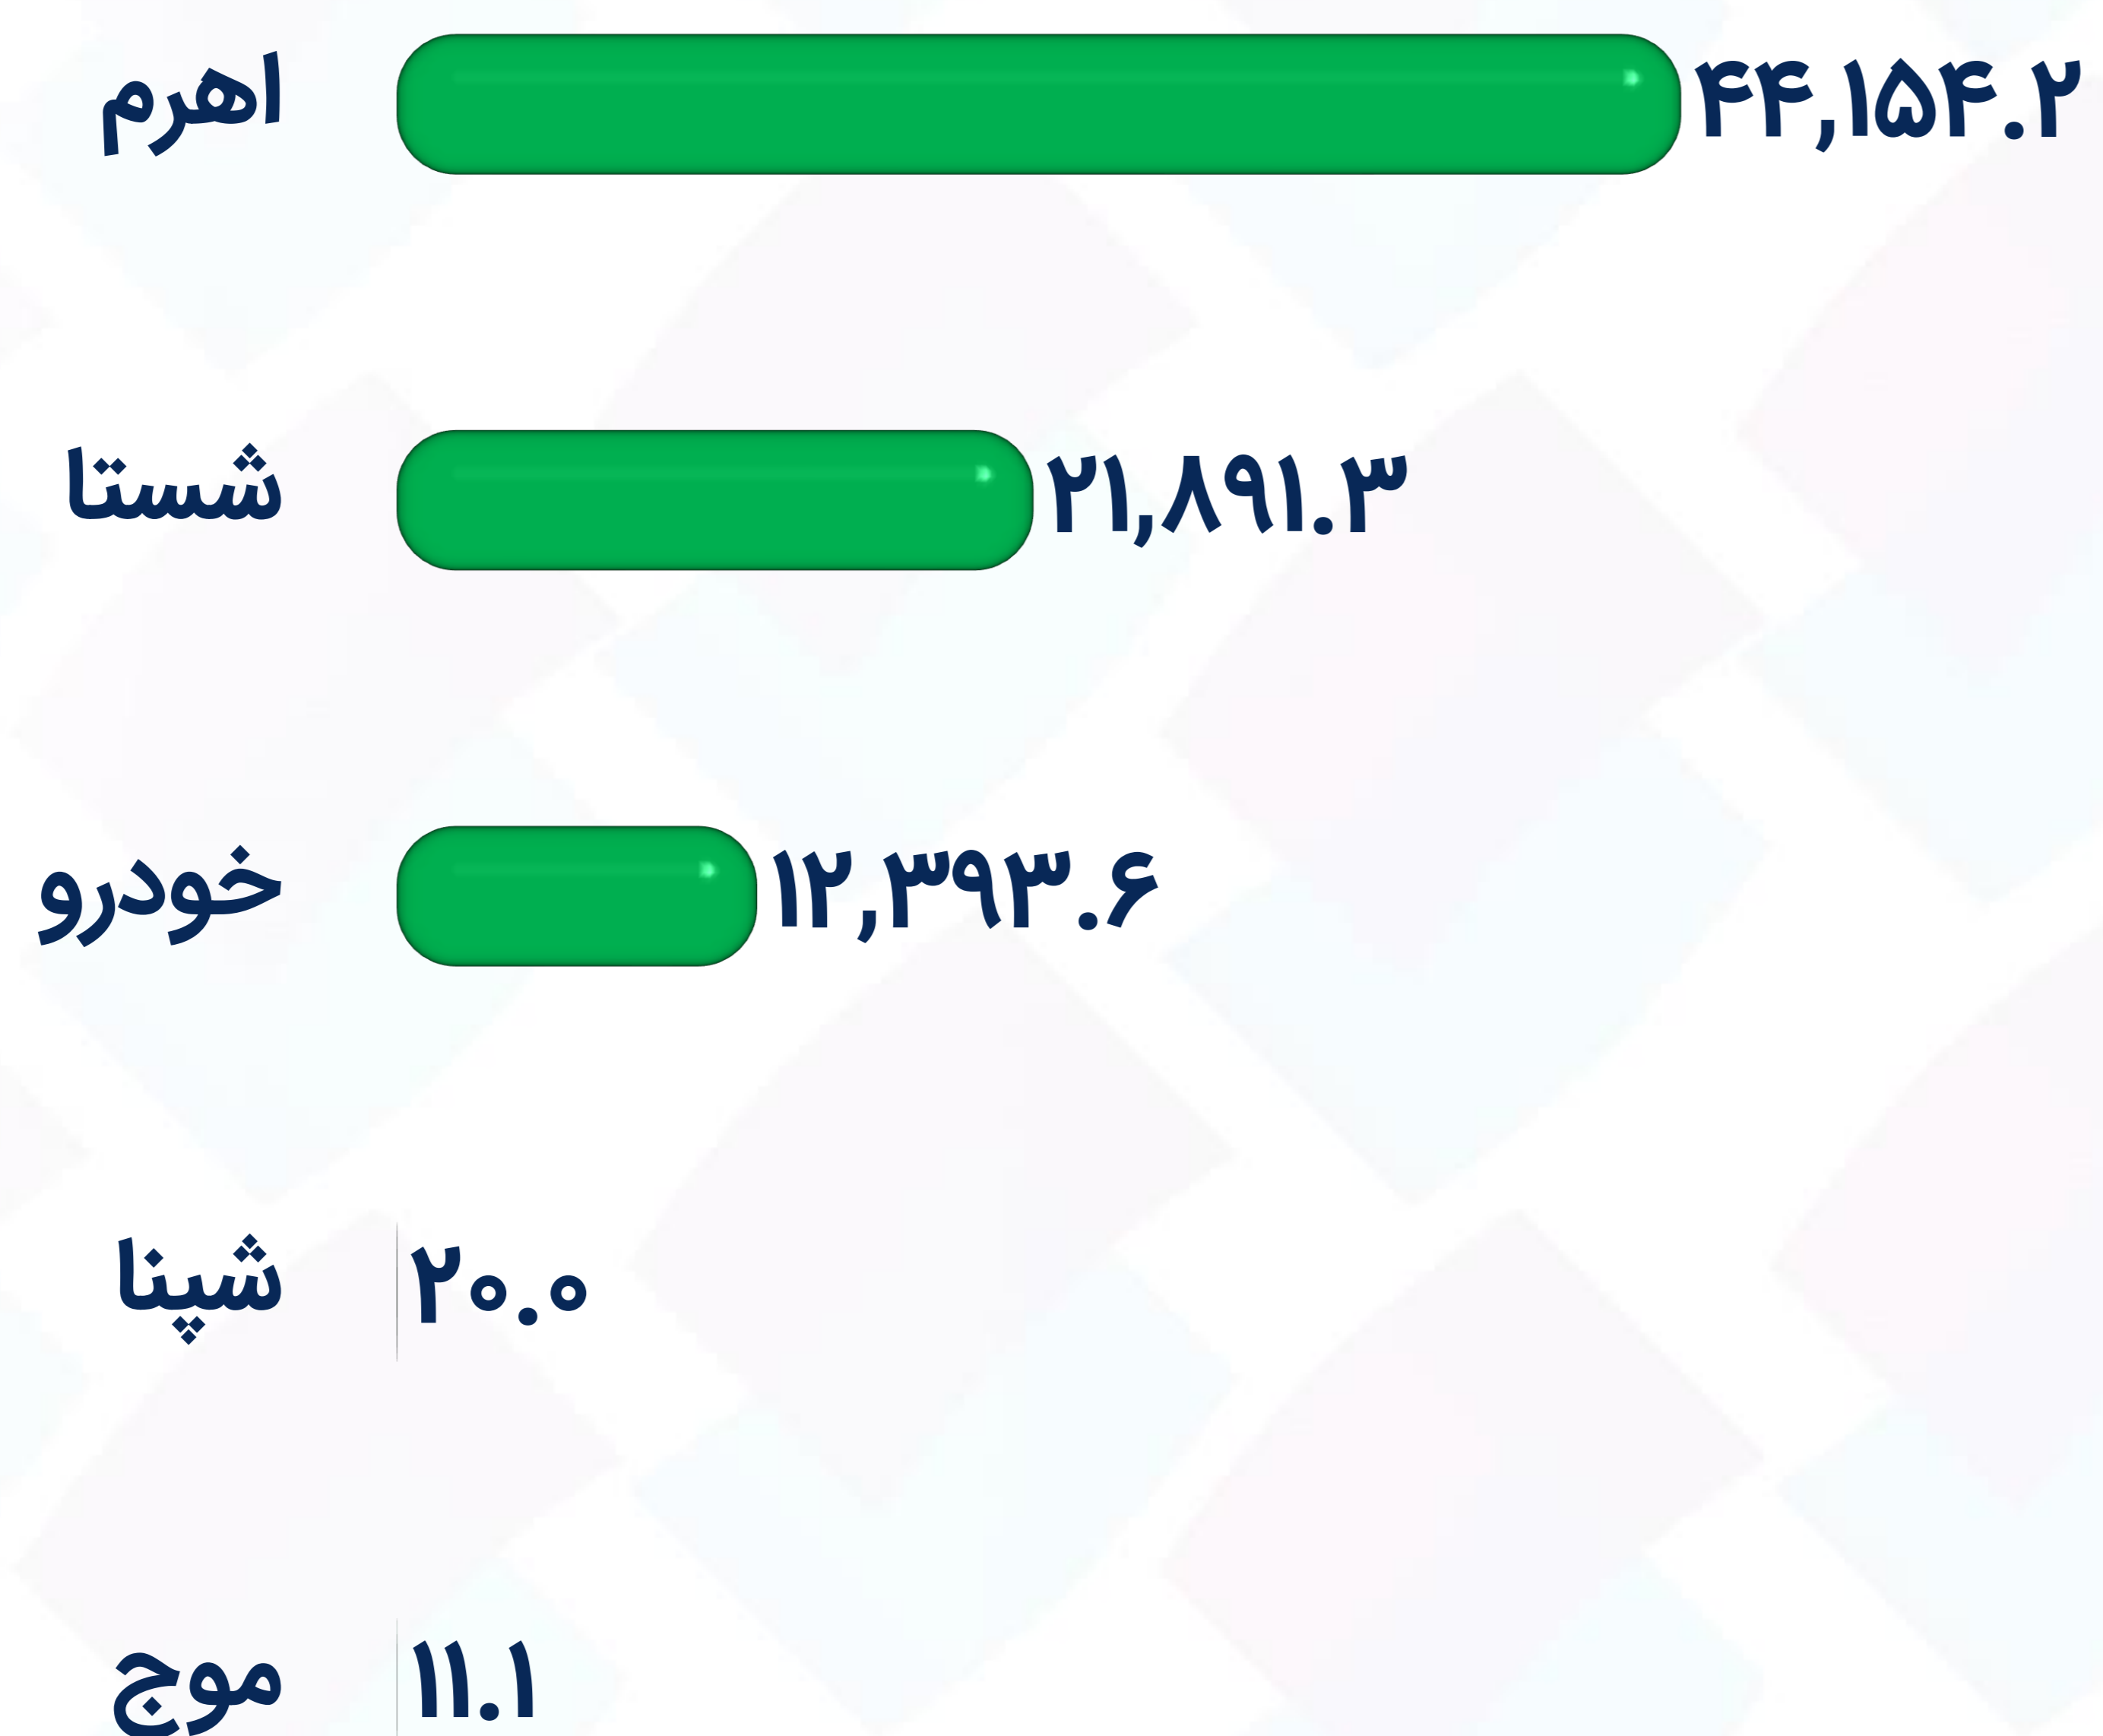 اهرم ۴۴,۱۵۴.۲
شستا ۲۱,۸۹۱.۳
خودرو ۱۲,۳۹۳.۶
شپنا ۲۰.۰
موج ۱۱.۱